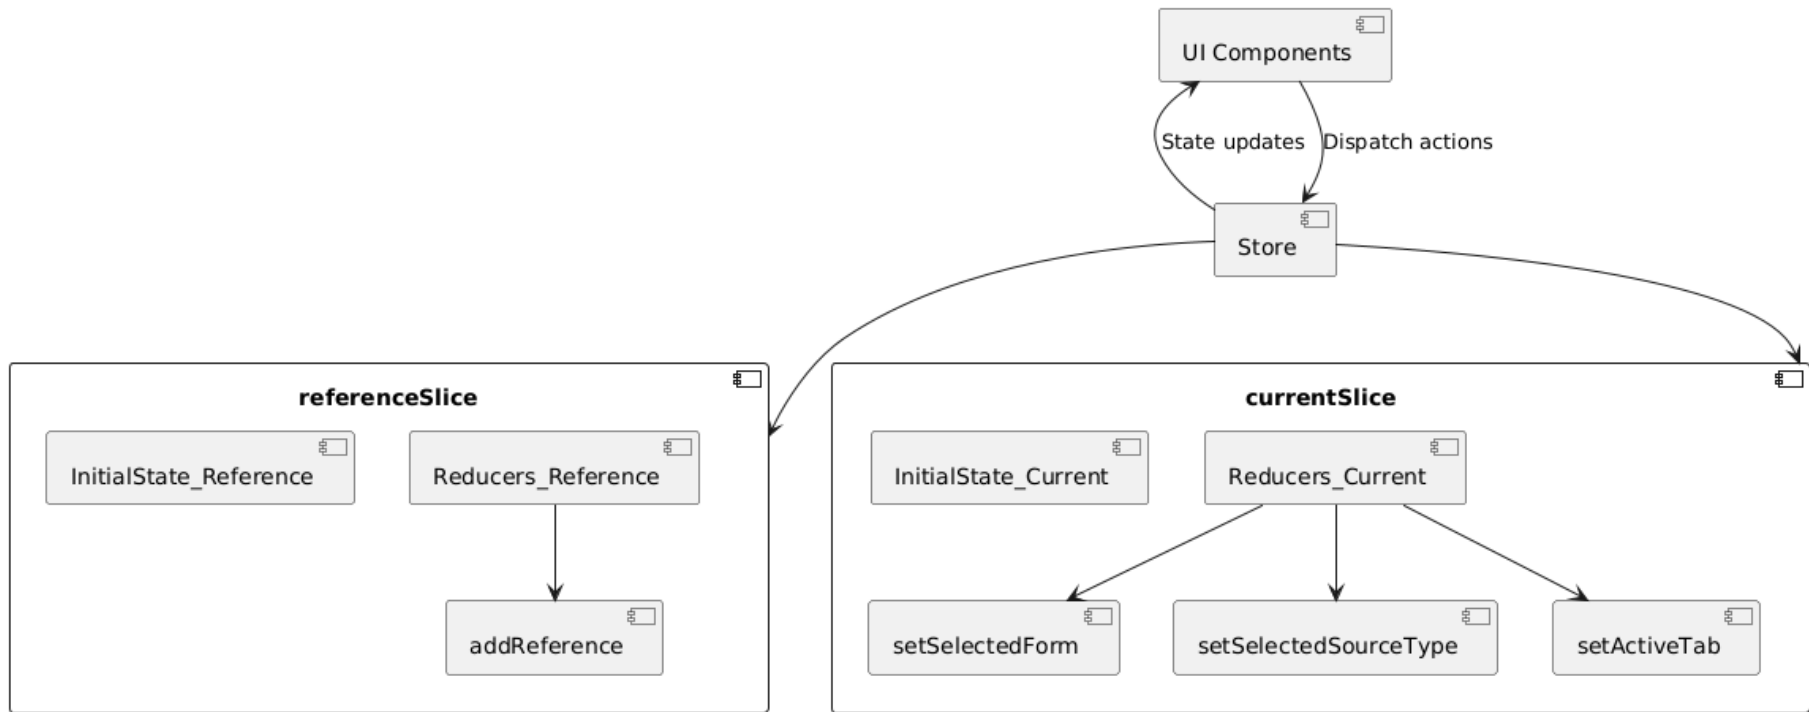 UI Components
State updates
Dispatch actions
Store
referenceSlice
InitialState_Reference
Reducers_Reference
addReference
currentSlice
InitialState_Current
Reducers_Current
setSelectedForm
setSelectedSourceType
setActiveTab